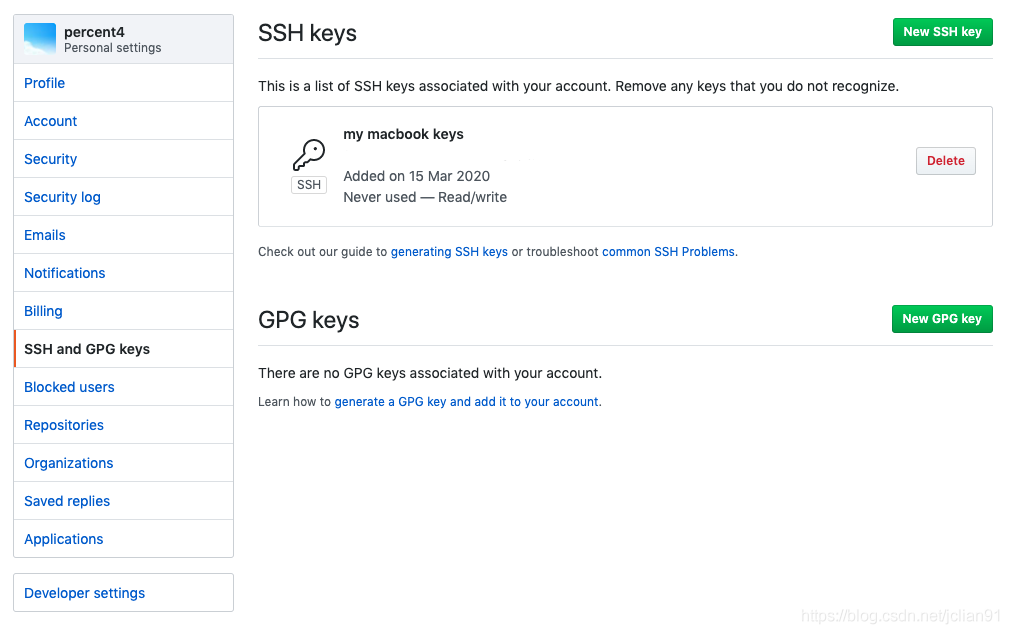 percent4
Personal settings
Profile
Account
Security
Security log
Emails
Notifications
Billing
SSH and GPG keys
Blocked users
Repositories
Organizations
Saved replies
Applications
Developer settings
SSH keys
New SSH key
This is a list of SSH keys associated with your account. Remove any keys that you do not recognize.
my macbook keys
SSH
Added on 15 Mar 2020
Never used — Read/write
Delete
Check out our guide to generating SSH keys or troubleshoot common SSH Problems.
GPG keys
New GPG key
There are no GPG keys associated with your account.
Learn how to generate a GPG key and add it to your account.
https://blog.csdn.net/jclian91